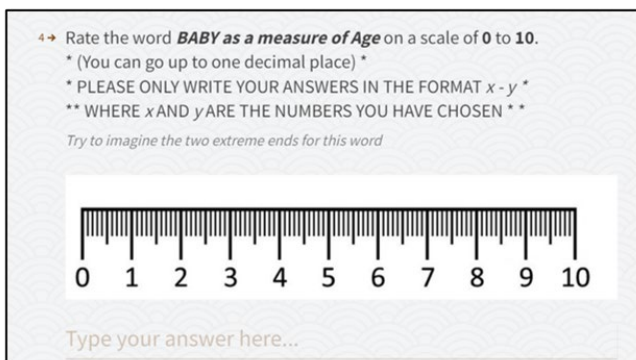 4→ Rate the word BABY as a measure of Age on a scale of 0 to 10.
* (You can go up to one decimal place) *
* PLEASE ONLY WRITE YOUR ANSWERS IN THE FORMAT x - y *
** WHERE x AND y ARE THE NUMBERS YOU HAVE CHOSEN * *
Try to imagine the two extreme ends for this word
0 1 2 3 4 5 6 7 8 9 10
Type your answer here...